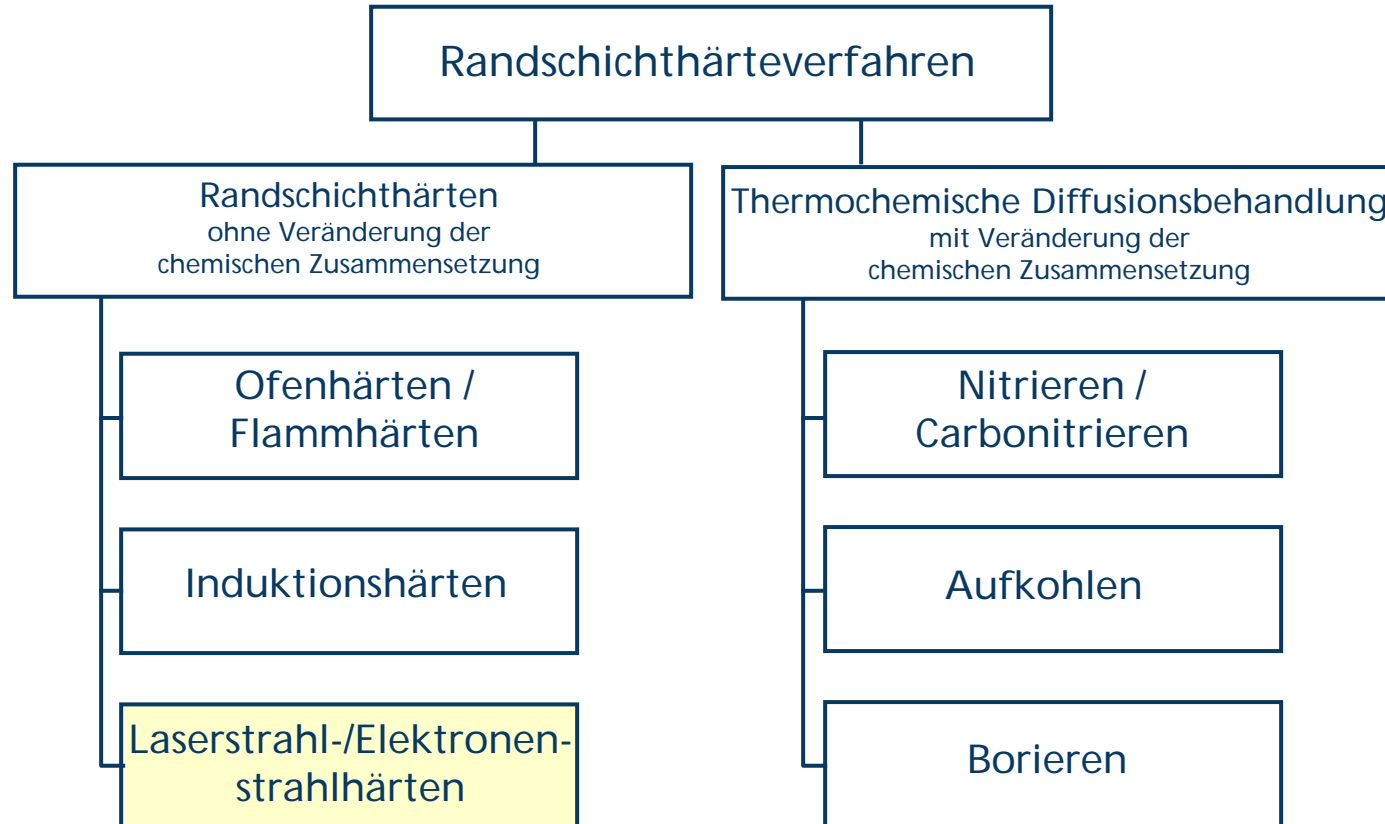 Randschichthärteverfahren
Randschichthärten
ohne Veränderung der
chemischen Zusammensetzung
Ofenhärten /
Flammhärten
Induktionshärten
Laserstrahl-/Elektronen-
strahlhärten
Thermochemische Diffusionsbehandlung
mit Veränderung der
chemischen Zusammensetzung
Nitrieren /
Carbonitrieren
Aufkohlen
Borieren